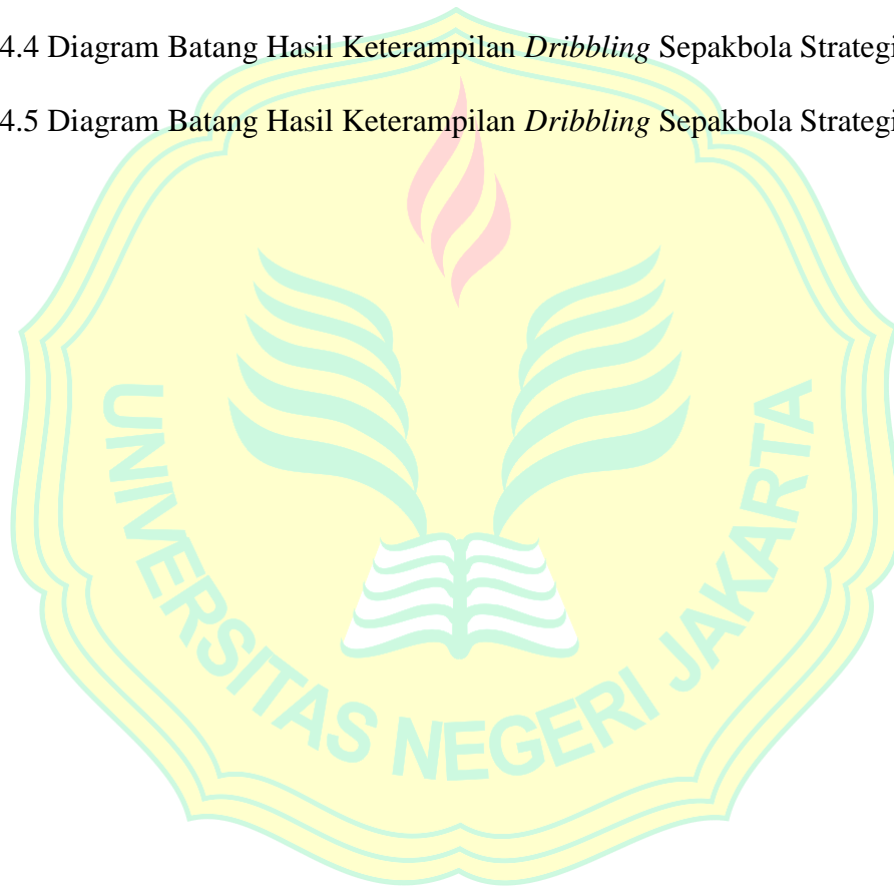 4.4 Diagram Batang Hasil Keterampilan Dribbling Sepakbola Strategi
4.5 Diagram Batang Hasil Keterampilan Dribbling Sepakbola Strategi
UNIVERSITAS NEGERI JAKARTA